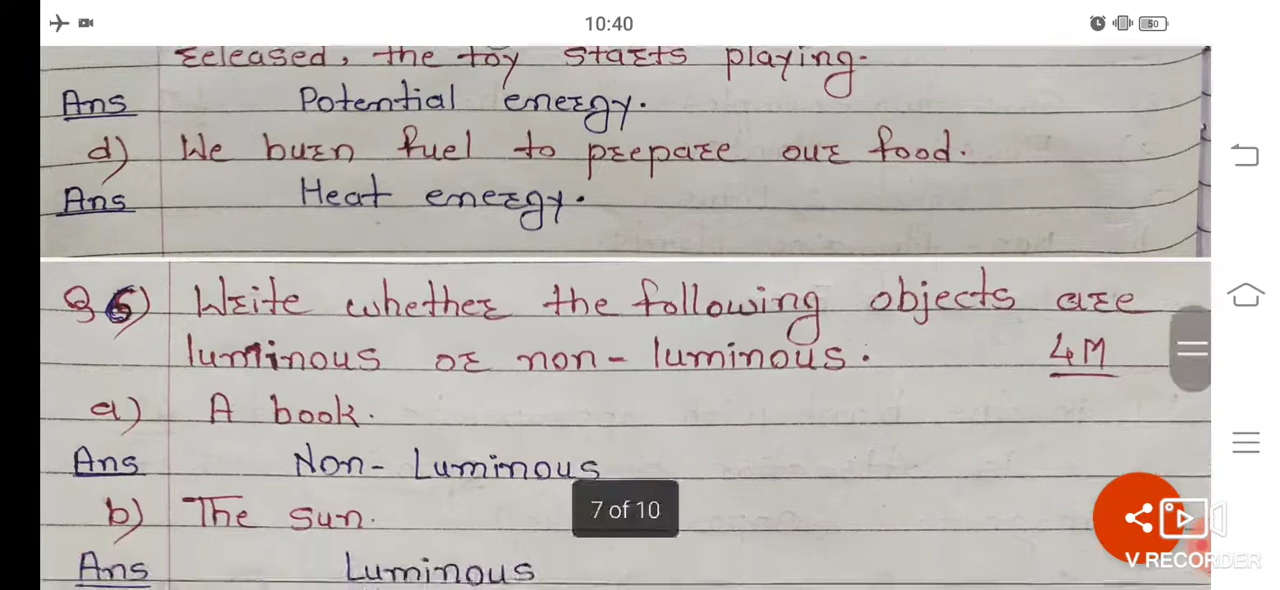 10:40
50
released, the toy starts playing.
Ans Potential energy.
d) We burn fuel to prepare our food.
Ans Heat energy.
Q 6) Write whether the following objects are
luminous or non-luminous. 4M
a) A book.
Ans Non-Luminous
7 of 10
b) The sun.
Ans Luminous
V RECORDER